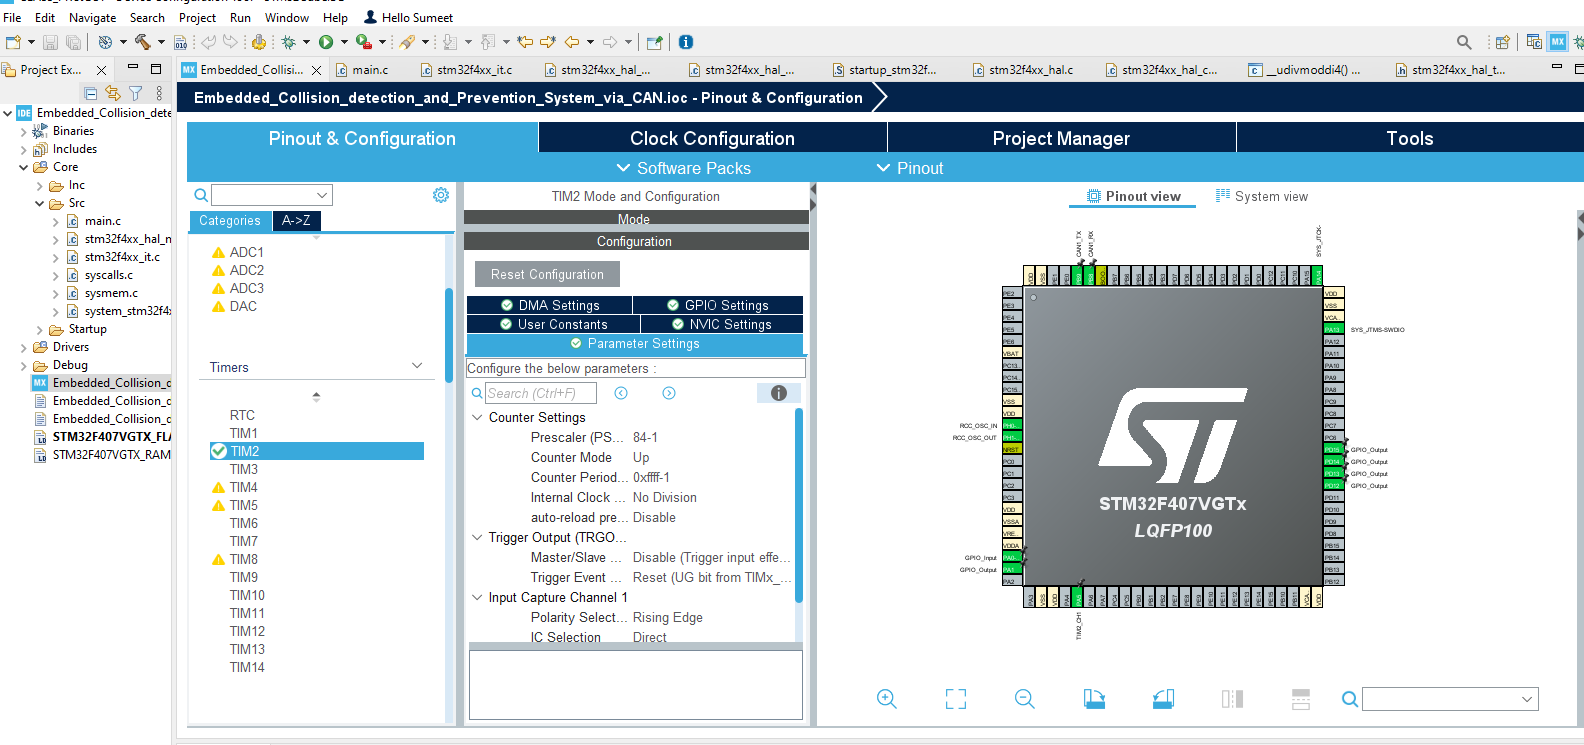 File Edit Navigate Search Project Run Window Help Hello Sumeet
Project Ex...
Embedded_Collisi...
main.c
stm32f4xx_it.c
stm32f4xx_hal_...
stm32f4xx_hal_...
startup_stm32f...
stm32f4xx_hal.c
stm32f4xx_hal_c...
__udivmoddi4() ...
stm32f4xx_hal_t...
Embedded_Collision_dete
Binaries
Includes
Core
Inc
Src
main.c
stm32f4xx_hal_m
stm32f4xx_it.c
syscalls.c
sysmem.c
system_stm32f4x
Startup
Drivers
Debug
Embedded_Collision_d
Embedded_Collision_d
Embedded_Collision_d
STM32F407VGTX_FLA
STM32F407VGTX_RAM
Embedded_Collision_detection_and_Prevention_System_via_CAN.ioc - Pinout & Configuration
Pinout & Configuration
Clock Configuration
Project Manager
Tools
Software Packs
Pinout
Categories A->Z
ADC1
ADC2
ADC3
DAC
Timers
RTC
TIM1
TIM2
TIM3
TIM4
TIM5
TIM6
TIM7
TIM8
TIM9
TIM10
TIM11
TIM12
TIM13
TIM14
TIM2 Mode and Configuration
Mode
Configuration
Reset Configuration
DMA Settings
GPIO Settings
User Constants
NVIC Settings
Parameter Settings
Configure the below parameters :
Search (Ctrl+F)
Counter Settings
Prescaler (PS... 84-1
Counter Mode Up
Counter Period... 0xffff-1
Internal Clock ... No Division
auto-reload pre... Disable
Trigger Output (TRGO...
Master/Slave ... Disable (Trigger input effe...
Trigger Event ... Reset (UG bit from TIMx_...
Input Capture Channel 1
Polarity Select... Rising Edge
IC Selection Direct
Pinout view
System view
CAN1_TX
CAN1_RX
SYS_JTCK-
SYS_JTMS-SWDIO
RCC_OSC_IN
RCC_OSC_OUT
GPIO_Output
GPIO_Output
GPIO_Output
GPIO_Output
GPIO_Input
GPIO_Output
TIM2_CH1
STM32F407VGTx
LQFP100